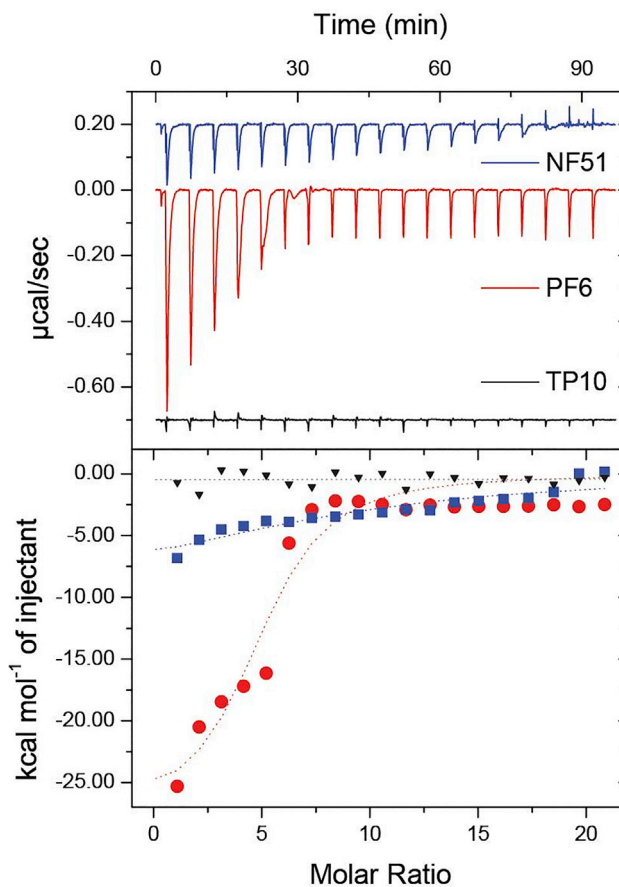 Time (min)
0 30 60 90
0.20
NF51
0.00
-0.20
PF6
-0.40
-0.60
TP10
µcal/sec
0.00
-5.00
-10.00
-15.00
-20.00
-25.00
kcal mol⁻¹ of injectant
0 5 10 15 20
Molar Ratio